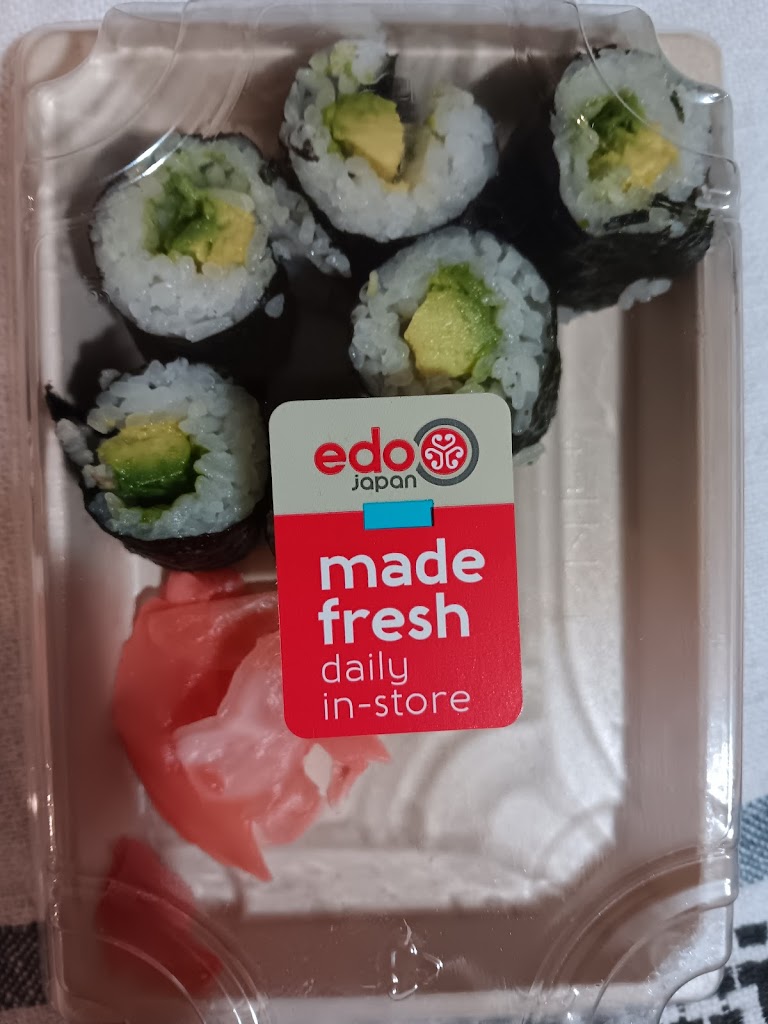 edo
japan
made
fresh
daily
in-store